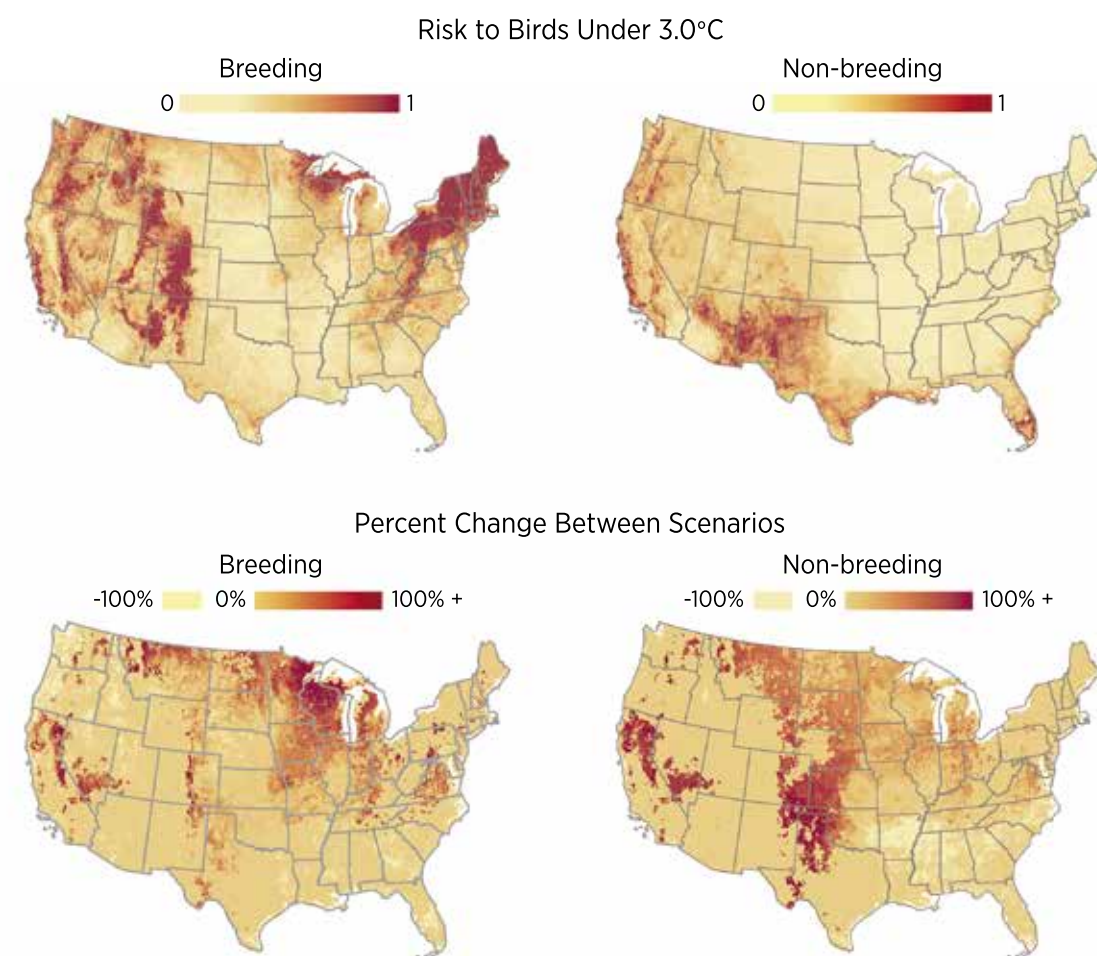 Risk to Birds Under 3.0°C
Breeding
0 1
Non-breeding
0 1
Percent Change Between Scenarios
Breeding
-100% 0% 100% +
Non-breeding
-100% 0% 100% +